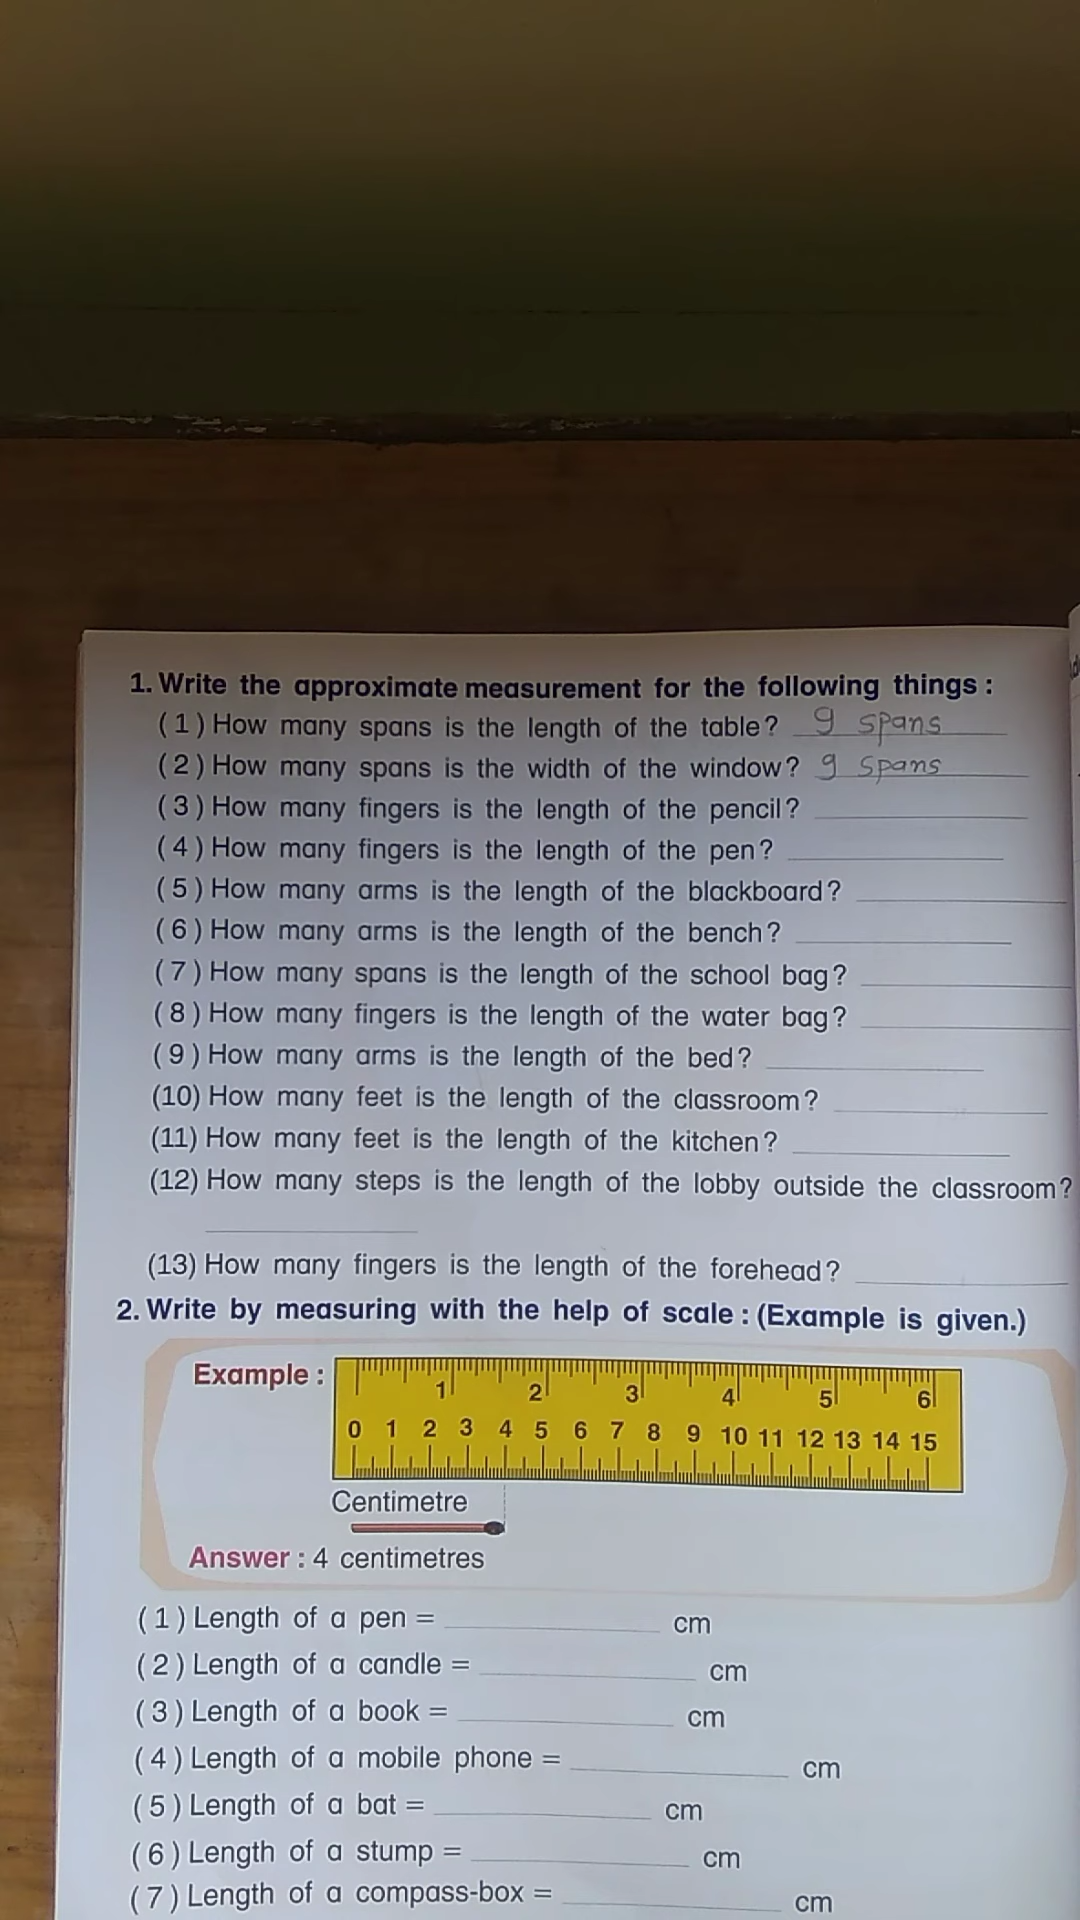 1. Write the approximate measurement for the following things :
(1) How many spans is the length of the table? 9 spans
(2) How many spans is the width of the window? 9 spans
(3) How many fingers is the length of the pencil?
(4) How many fingers is the length of the pen?
(5) How many arms is the length of the blackboard?
(6) How many arms is the length of the bench?
(7) How many spans is the length of the school bag?
(8) How many fingers is the length of the water bag?
(9) How many arms is the length of the bed?
(10) How many feet is the length of the classroom?
(11) How many feet is the length of the kitchen?
(12) How many steps is the length of the lobby outside the classroom?
(13) How many fingers is the length of the forehead?
2. Write by measuring with the help of scale : (Example is given.)
Example :
1 2 3 4 5 6
0 1 2 3 4 5 6 7 8 9 10 11 12 13 14 15
Centimetre
Answer : 4 centimetres
(1) Length of a pen = cm
(2) Length of a candle = cm
(3) Length of a book = cm
(4) Length of a mobile phone = cm
(5) Length of a bat = cm
(6) Length of a stump = cm
(7) Length of a compass-box = cm